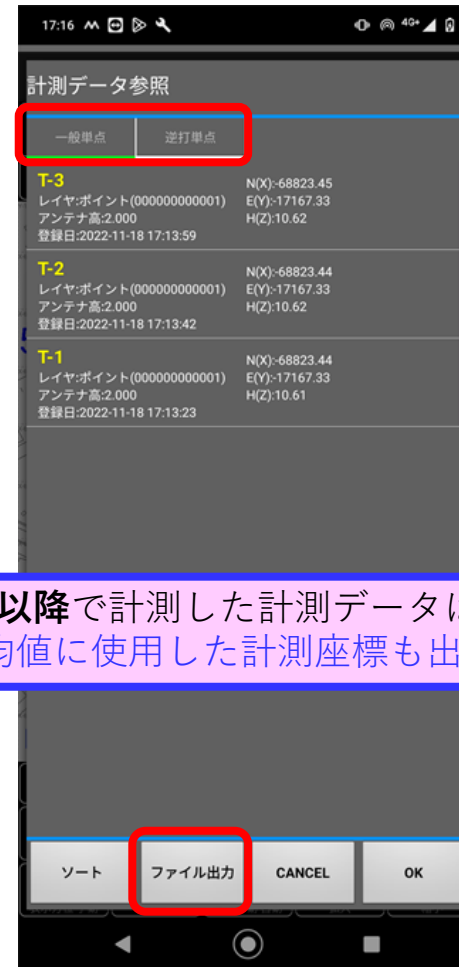 17:16
4G+
計測データ参照
一般単点 逆打単点
T-3
レイヤ:ポイント(000000000001) N(X):-68823.45
アンテナ高:2.000 E(Y):-17167.33
登録日:2022-11-18 17:13:59 H(Z):10.62
T-2
レイヤ:ポイント(000000000001) N(X):-68823.44
アンテナ高:2.000 E(Y):-17167.33
登録日:2022-11-18 17:13:42 H(Z):10.62
T-1
レイヤ:ポイント(000000000001) N(X):-68823.44
アンテナ高:2.000 E(Y):-17167.33
登録日:2022-11-18 17:13:23 H(Z):10.61
以降で計測した計測データに
均値に使用した計測座標も出
ソート ファイル出力 CANCEL OK